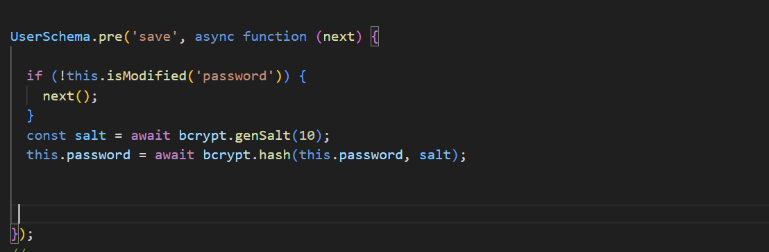 UserSchema.pre('save', async function (next) {
if (!this.isModified('password')) {
next();
}
const salt = await bcrypt.genSalt(10);
this.password = await bcrypt.hash(this.password, salt);
});